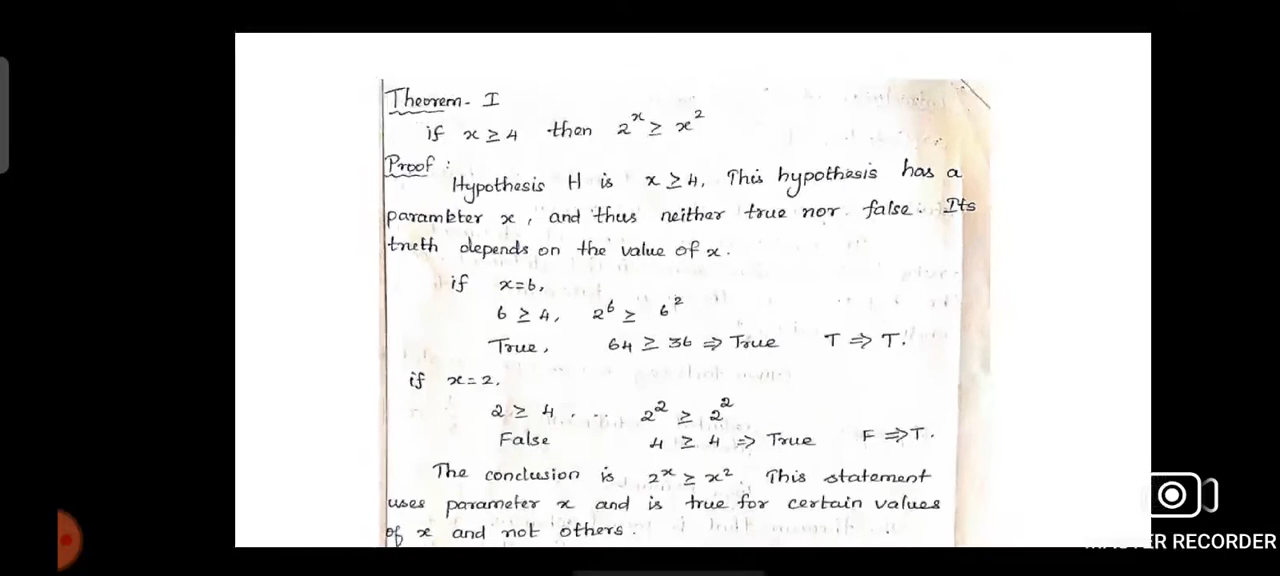 Theorem - I
if x ≥ 4 then 2^x ≥ x^2
Proof :
Hypothesis H is x ≥ 4. This hypothesis has a
parameter x, and thus neither true nor false. Its
truth depends on the value of x.
if x=6,
6 ≥ 4, 2^6 ≥ 6^2
True, 64 ≥ 36 ⇒ True T ⇒ T.
if x=2,
2 ≥ 4, .. 2^2 ≥ 2^2
False 4 ≥ 4 ⇒ True F ⇒ T.
The conclusion is 2^x ≥ x^2. This statement
uses parameter x and is true for certain values
of x and not others.
MASTER RECORDER